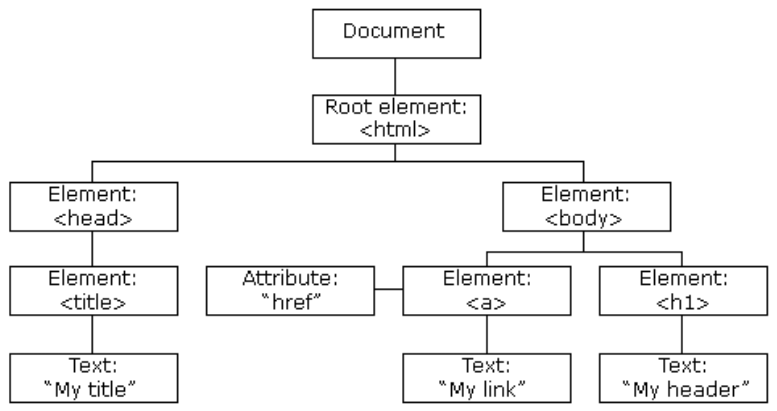 Document
Root element:
<html>
Element:
<head>
Element:
<body>
Element:
<title>
Attribute:
“href”
Element:
<a>
Element:
<h1>
Text:
“My title”
Text:
“My link”
Text:
“My header”